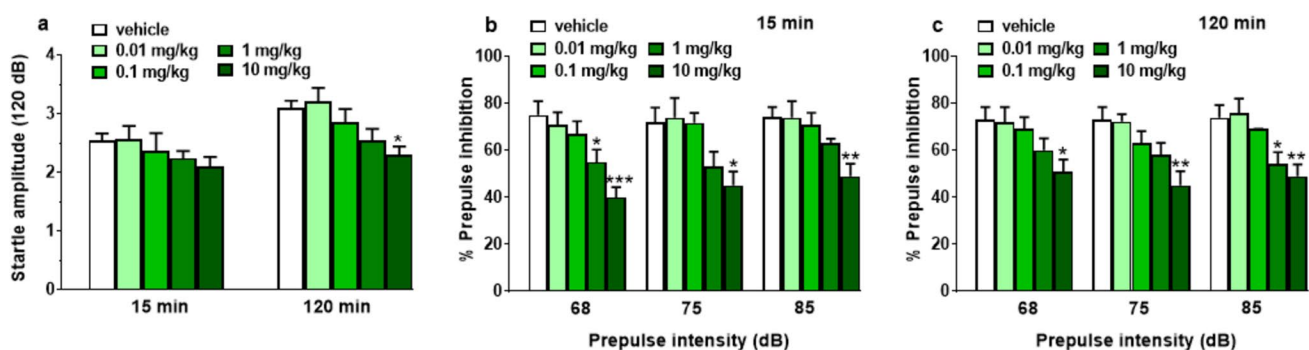 a
vehicle
0.01 mg/kg 1 mg/kg
0.1 mg/kg 10 mg/kg
Startle amplitude (120 dB)
4
3
2
1
0
*
15 min 120 min
b
15 min
vehicle
0.01 mg/kg 1 mg/kg
0.1 mg/kg 10 mg/kg
% Prepulse inhibition
100
80
60
40
20
0
* *** * **
68 75 85
Prepulse intensity (dB)
c
120 min
vehicle
0.01 mg/kg 1 mg/kg
0.1 mg/kg 10 mg/kg
% Prepulse inhibition
100
80
60
40
20
0
* ** * **
68 75 85
Prepulse intensity (dB)